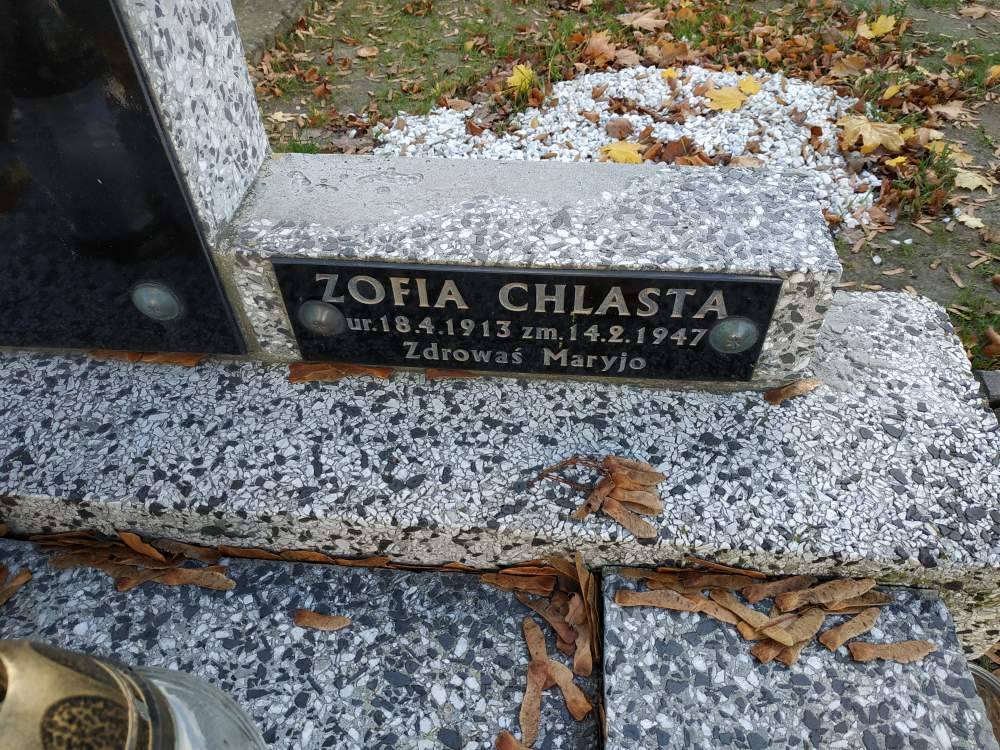 ZOFIA CHLASTA
ur.18.4.1913 zm.14.2.1947
Zdrowaś Maryjo